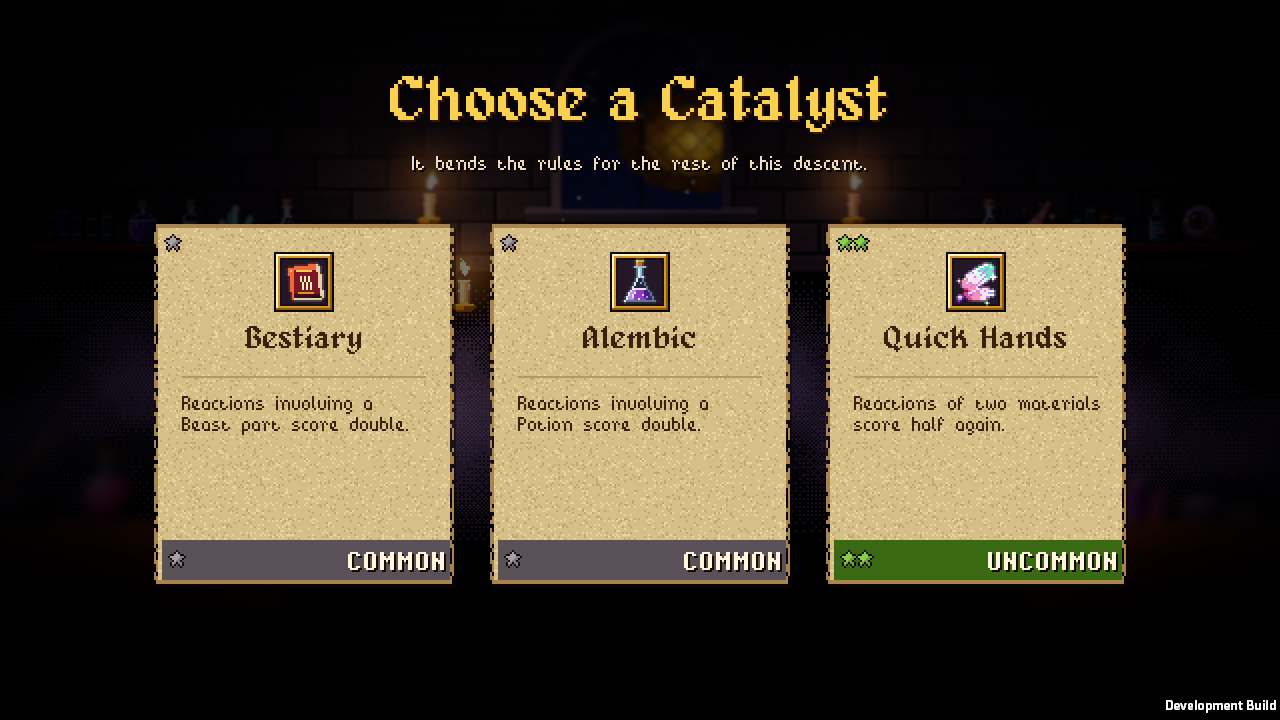 Choose a Catalyst
It bends the rules for the rest of this descent.
Bestiary
Reactions involving a
Beast part score double.
COMMON
Alembic
Reactions involving a
Potion score double.
COMMON
Quick Hands
Reactions of two materials
score half again.
UNCOMMON
Development Build